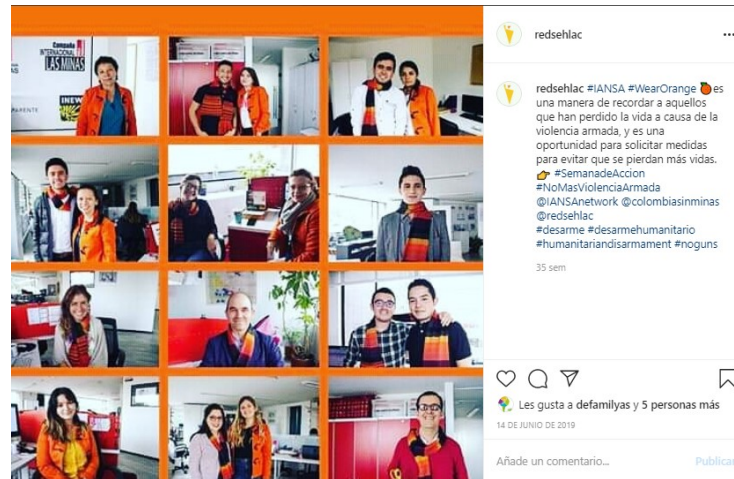 Campaña
INTERNACIONAL
LAS MINAS
AS
INEW
PARENTE
redsehlac
redsehlac #IANSA #WearOrange 🍊es
una manera de recordar a aquellos
que han perdido la vida a causa de la
violencia armada, y es una
oportunidad para solicitar medidas
para evitar que se pierdan más vidas.
👉 #SemanadeAccion
#NoMasViolenciaArmada
@IANSAnetwork @colombiasinminas
@redsehlac
#desarme #desarmehumanitario
#humanitariandisarmament #noguns
35 sem
Les gusta a defamilyas y 5 personas más
14 DE JUNIO DE 2019
Añade un comentario...
Publicar